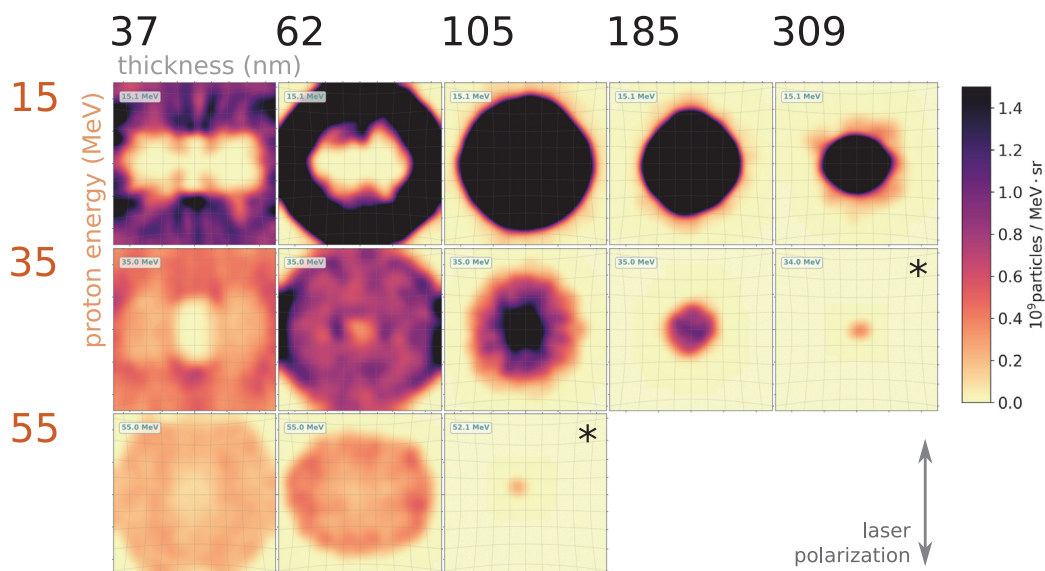 37 62 105 185 309
thickness (nm)
proton energy (MeV)
15
15.1 MeV 15.1 MeV 15.1 MeV 15.1 MeV 15.1 MeV
35
35.0 MeV 35.0 MeV 35.0 MeV 35.0 MeV 34.0 MeV *
55
55.0 MeV 55.0 MeV 52.1 MeV *
1.4
1.2
1.0
0.8
0.6
0.4
0.2
0.0
10⁹particles / MeV · sr
laser
polarization